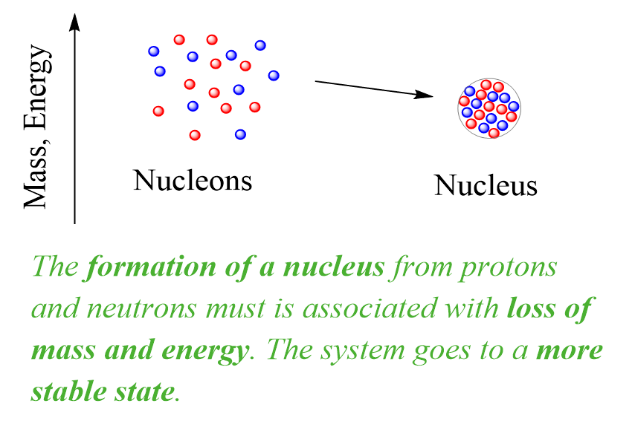 Mass, Energy
Nucleons
Nucleus
The formation of a nucleus from protons
and neutrons must is associated with loss of
mass and energy. The system goes to a more
stable state.